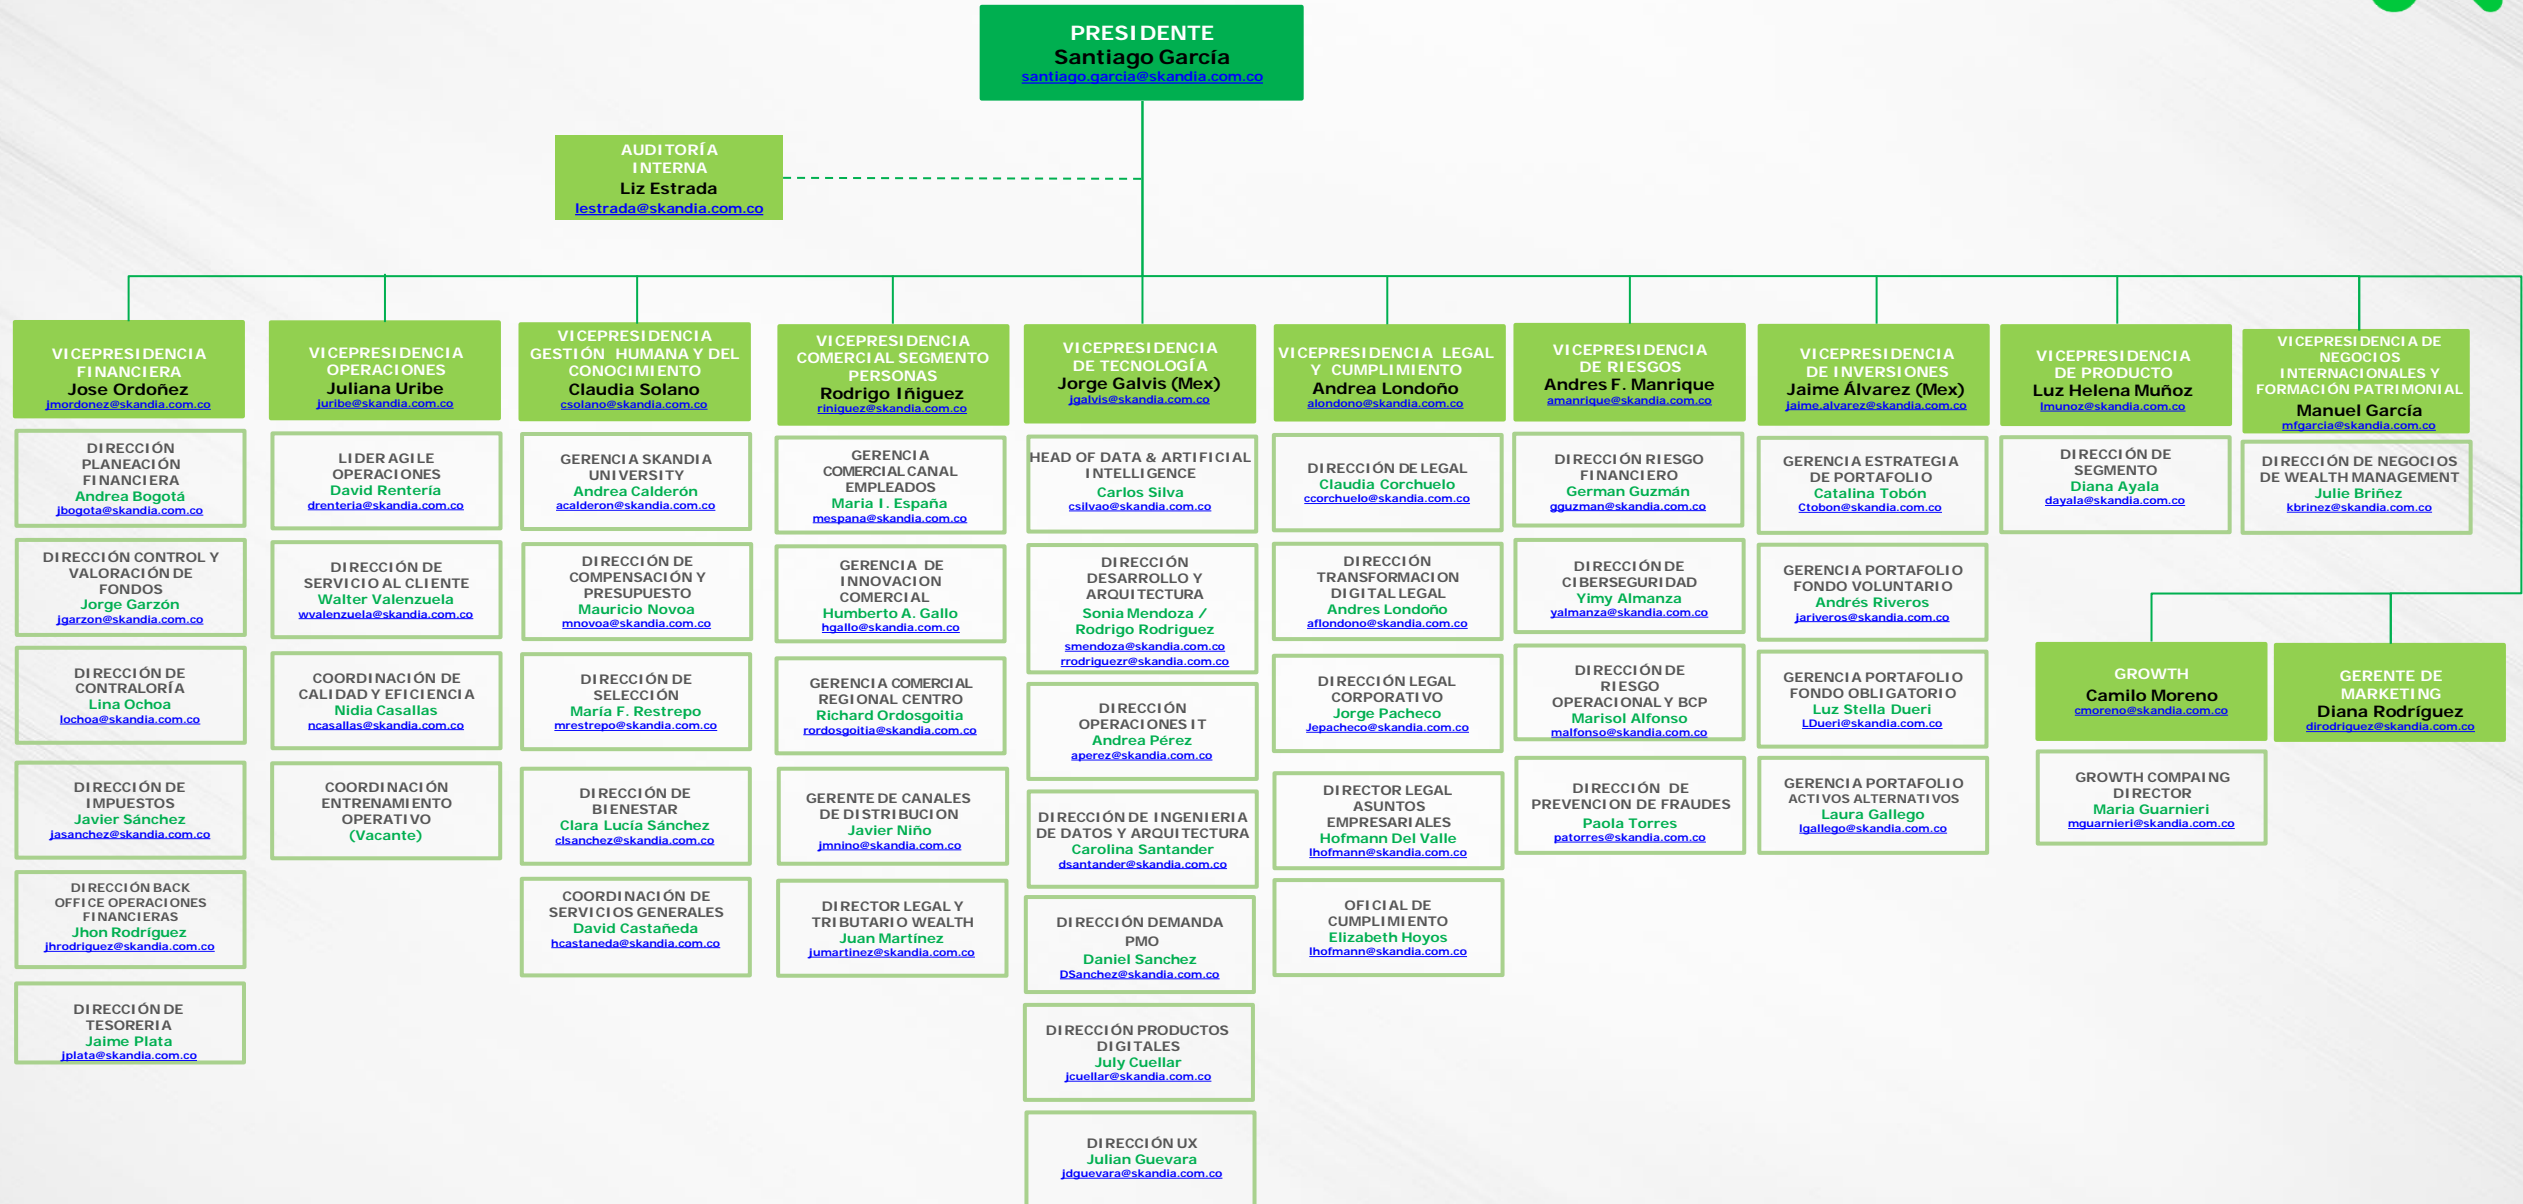 PRESIDENTE
Santiago García
santiago.garcia@skandia.com.co
AUDITORÍA
INTERNA
Liz Estrada
lestrada@skandia.com.co
VICEPRESIDENCIA
FINANCIERA
Jose Ordoñez
jmordonez@skandia.com.co
DIRECCIÓN
PLANEACIÓN
FINANCIERA
Andrea Bogotá
jbogota@skandia.com.co
DIRECCIÓN CONTROL Y
VALORACIÓN DE
FONDOS
Jorge Garzón
jgarzon@skandia.com.co
DIRECCIÓN DE
CONTRALORÍA
Lina Ochoa
lochoa@skandia.com.co
DIRECCIÓN DE
IMPUESTOS
Javier Sánchez
jasanchez@skandia.com.co
DIRECCIÓN BACK
OFFICE OPERACIONES
FINANCIERAS
Jhon Rodríguez
jhrodriguez@skandia.com.co
DIRECCIÓN DE
TESORERIA
Jaime Plata
jplata@skandia.com.co
VICEPRESIDENCIA
OPERACIONES
Juliana Uribe
juribe@skandia.com.co
LIDER AGILE
OPERACIONES
David Rentería
drenteria@skandia.com.co
DIRECCIÓN DE
SERVICIO AL CLIENTE
Walter Valenzuela
wvalenzuela@skandia.com.co
COORDINACIÓN DE
CALIDAD Y EFICIENCIA
Nidia Casallas
ncasallas@skandia.com.co
COORDINACIÓN
ENTRENAMIENTO
OPERATIVO
(Vacante)
VICEPRESIDENCIA
GESTIÓN HUMANA Y DEL
CONOCIMIENTO
Claudia Solano
csolano@skandia.com.co
GERENCIA SKANDIA
UNIVERSITY
Andrea Calderón
acalderon@skandia.com.co
DIRECCIÓN DE
COMPENSACIÓN Y
PRESUPUESTO
Mauricio Novoa
mnovoa@skandia.com.co
DIRECCIÓN DE
SELECCIÓN
María F. Restrepo
mrestrepo@skandia.com.co
DIRECCIÓN DE
BIENESTAR
Clara Lucía Sánchez
clsanchez@skandia.com.co
COORDINACIÓN DE
SERVICIOS GENERALES
David Castañeda
hcastaneda@skandia.com.co
VICEPRESIDENCIA
COMERCIAL SEGMENTO
PERSONAS
Rodrigo Iñiguez
riniguez@skandia.com.co
GERENCIA
COMERCIAL CANAL
EMPLEADOS
Maria I. España
mespana@skandia.com.co
GERENCIA DE
INNOVACION
COMERCIAL
Humberto A. Gallo
hgallo@skandia.com.co
GERENCIA COMERCIAL
REGIONAL CENTRO
Richard Ordosgoitia
rordosgoitia@skandia.com.co
GERENTE DE CANALES
DE DISTRIBUCION
Javier Niño
jmnino@skandia.com.co
DIRECTOR LEGAL Y
TRIBUTARIO WEALTH
Juan Martínez
jumartinez@skandia.com.co
VICEPRESIDENCIA
DE TECNOLOGÍA
Jorge Galvis (Mex)
jgalvis@skandia.com.co
HEAD OF DATA & ARTIFICIAL
INTELLIGENCE
Carlos Silva
csilvao@skandia.com.co
DIRECCIÓN
DESARROLLO Y
ARQUITECTURA
Sonia Mendoza /
Rodrigo Rodriguez
smendoza@skandia.com.co
rrodriguezr@skandia.com.co
DIRECCIÓN
OPERACIONES IT
Andrea Pérez
aperez@skandia.com.co
DIRECCIÓN DE INGENIERIA
DE DATOS Y ARQUITECTURA
Carolina Santander
dsantander@skandia.com.co
DIRECCIÓN DEMANDA
PMO
Daniel Sanchez
DSanchez@skandia.com.co
DIRECCIÓN PRODUCTOS
DIGITALES
July Cuellar
jcuellar@skandia.com.co
DIRECCIÓN UX
Julian Guevara
jdguevara@skandia.com.co
VICEPRESIDENCIA LEGAL
Y CUMPLIMIENTO
Andrea Londoño
alondono@skandia.com.co
DIRECCIÓN DE LEGAL
Claudia Corchuelo
ccorchuelo@skandia.com.co
DIRECCIÓN
TRANSFORMACION
DIGITAL LEGAL
Andres Londoño
aflondono@skandia.com.co
DIRECCIÓN LEGAL
CORPORATIVO
Jorge Pacheco
Jepacheco@skandia.com.co
DIRECTOR LEGAL
ASUNTOS
EMPRESARIALES
Hofmann Del Valle
lhofmann@skandia.com.co
OFICIAL DE
CUMPLIMIENTO
Elizabeth Hoyos
lhofmann@skandia.com.co
VICEPRESIDENCIA
DE RIESGOS
Andres F. Manrique
amanrique@skandia.com.co
DIRECCIÓN RIESGO
FINANCIERO
German Guzmán
gguzman@skandia.com.co
DIRECCIÓN DE
CIBERSEGURIDAD
Yimy Almanza
yalmanza@skandia.com.co
DIRECCIÓN DE
RIESGO
OPERACIONAL Y BCP
Marisol Alfonso
malfonso@skandia.com.co
DIRECCIÓN DE
PREVENCION DE FRAUDES
Paola Torres
patorres@skandia.com.co
VICEPRESIDENCIA
DE INVERSIONES
Jaime Álvarez (Mex)
jaime.alvarez@skandia.com.co
GERENCIA ESTRATEGIA
DE PORTAFOLIO
Catalina Tobón
Ctobon@skandia.com.co
GERENCIA PORTAFOLIO
FONDO VOLUNTARIO
Andrés Riveros
jariveros@skandia.com.co
GERENCIA PORTAFOLIO
FONDO OBLIGATORIO
Luz Stella Dueri
LDueri@skandia.com.co
GERENCIA PORTAFOLIO
ACTIVOS ALTERNATIVOS
Laura Gallego
lgallego@skandia.com.co
VICEPRESIDENCIA
DE PRODUCTO
Luz Helena Muñoz
lmunoz@skandia.com.co
DIRECCIÓN DE
SEGMENTO
Diana Ayala
dayala@skandia.com.co
VICEPRESIDENCIA DE
NEGOCIOS
INTERNACIONALES Y
FORMACIÓN PATRIMONIAL
Manuel García
mfgarcia@skandia.com.co
DIRECCIÓN DE NEGOCIOS
DE WEALTH MANAGEMENT
Julie Briñez
kbrinez@skandia.com.co
GROWTH
Camilo Moreno
cmoreno@skandia.com.co
GROWTH COMPAING
DIRECTOR
Maria Guarnieri
mguarnieri@skandia.com.co
GERENTE DE
MARKETING
Diana Rodríguez
dirodriguez@skandia.com.co